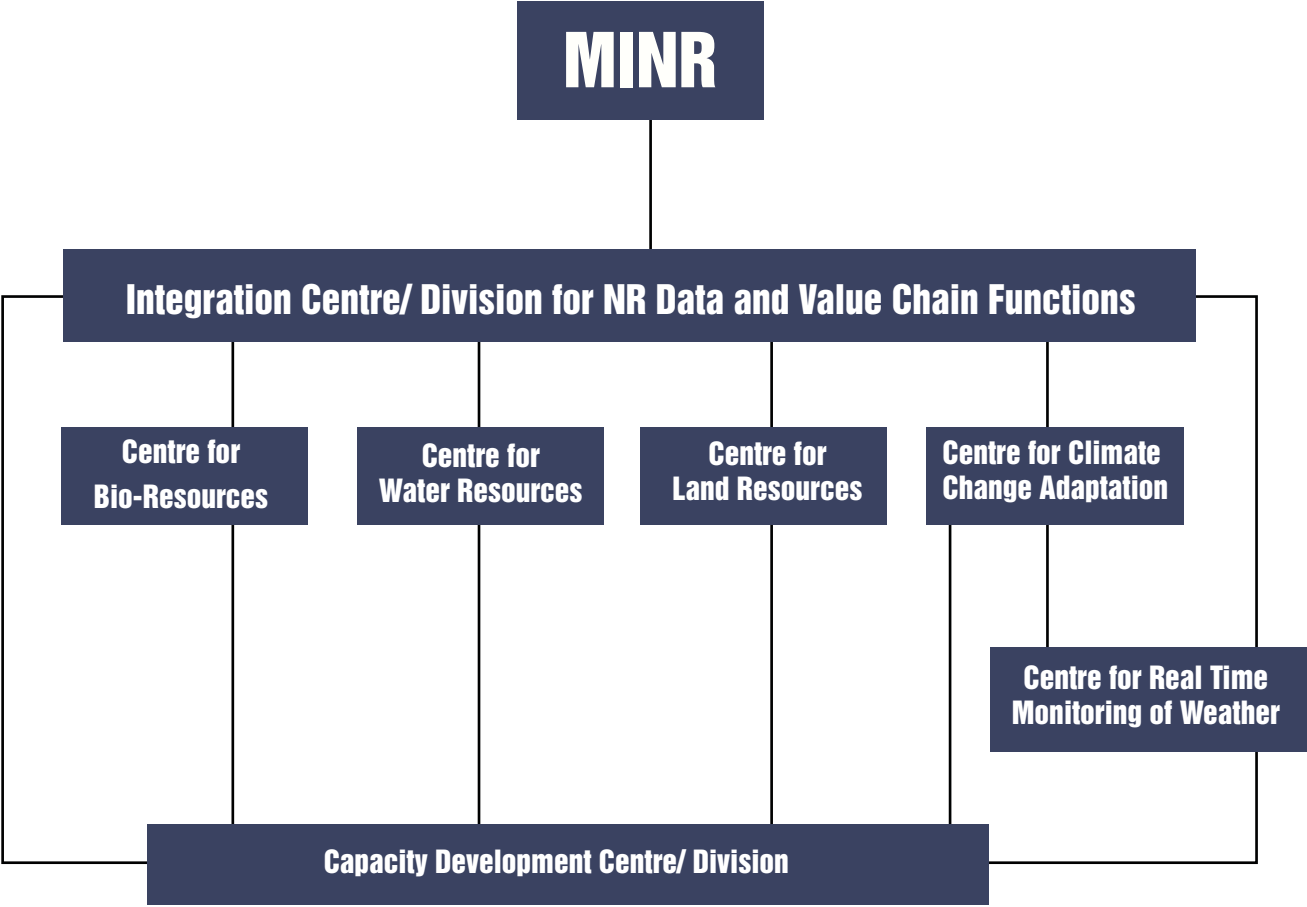 MINR
Integration Centre/ Division for NR Data and Value Chain Functions
Centre for
Bio-Resources
Centre for
Water Resources
Centre for
Land Resources
Centre for Climate
Change Adaptation
Centre for Real Time
Monitoring of Weather
Capacity Development Centre/ Division